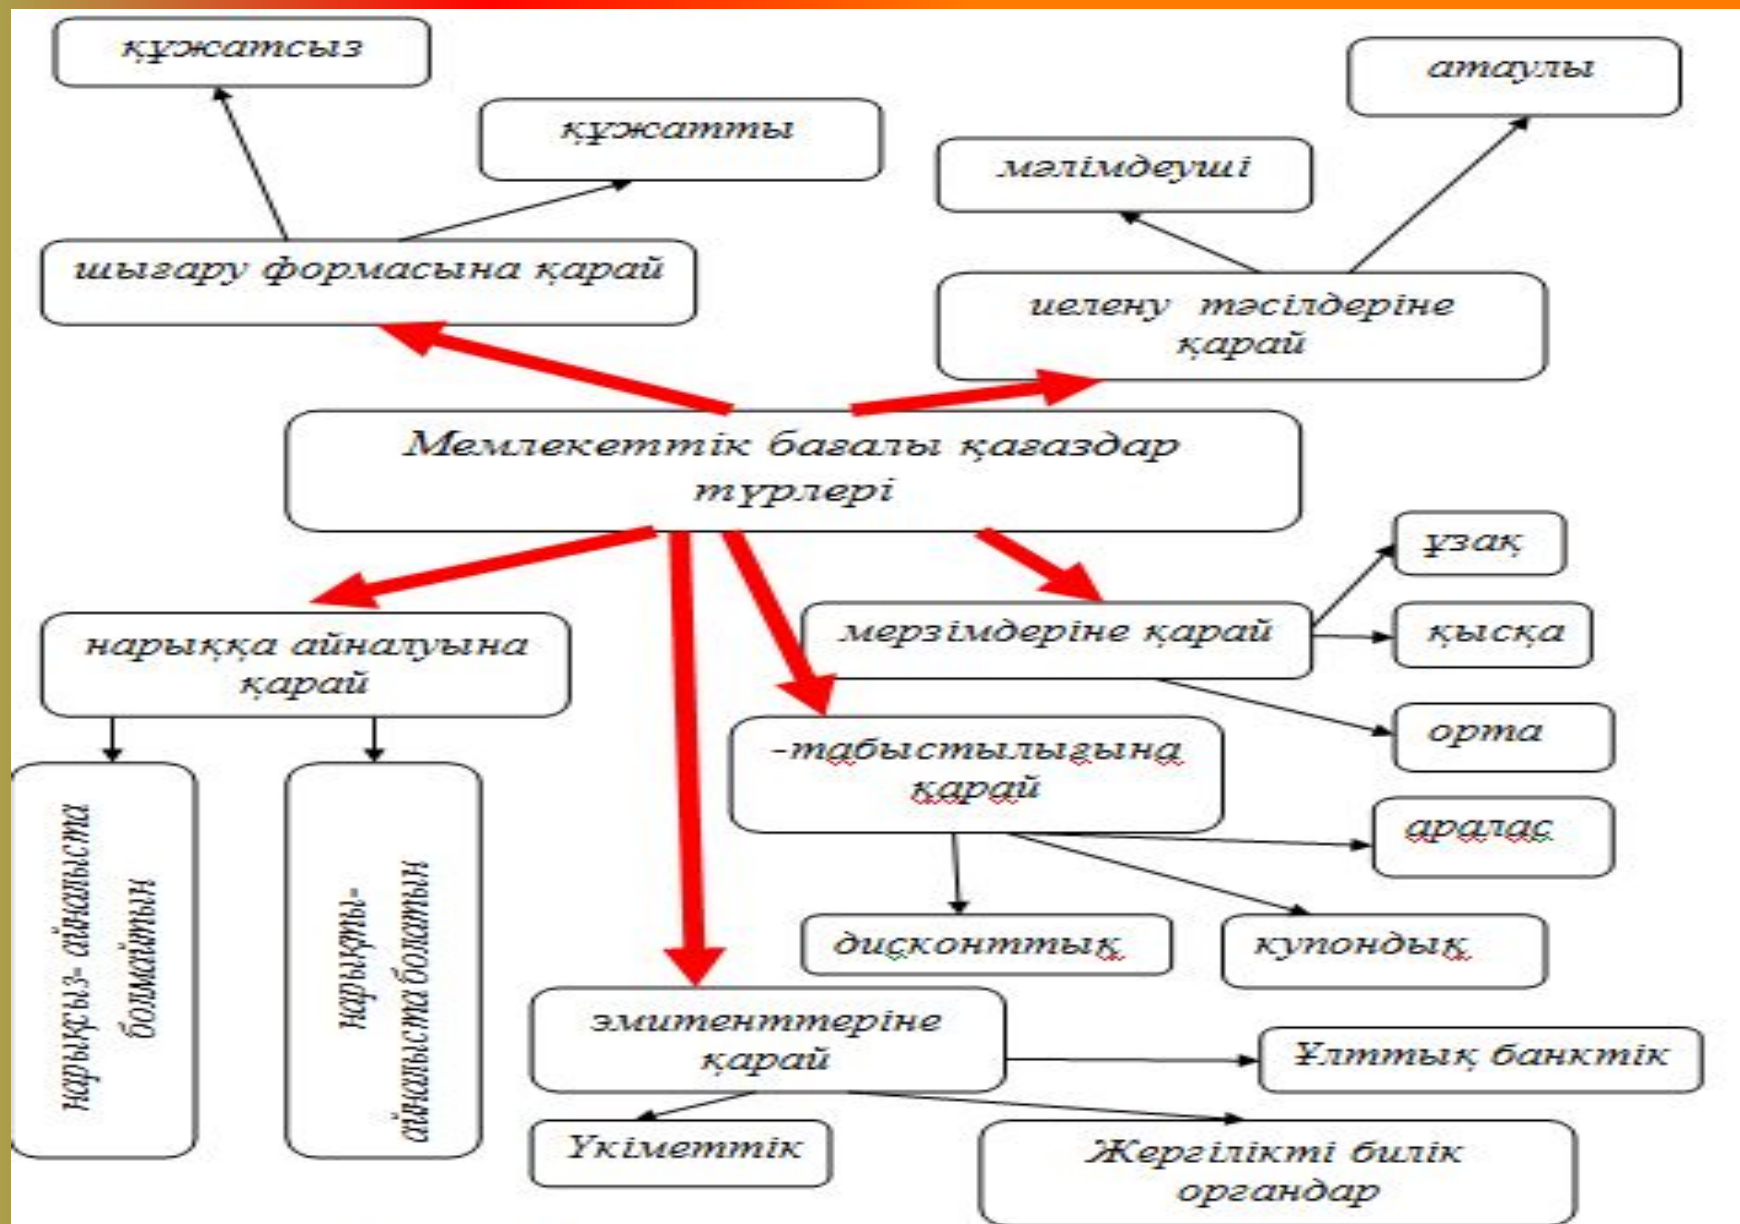 құжатсыз
атаулы
құжатты
мәлімдеуші
шығару формасына қарай
иелену тәсілдеріне
қарай
Мемлекеттік бағалы қағаздар
түрлері
ұзақ
қысқа
мерзімдеріне қарай
нарыққа айналуына
қарай
орта
-табыстылығына
қарай
аралас
дисконттық
купондық
нарықсыз- айналыста
болмайтын
нарықты-
айналыста болатын
эмитенттеріне
қарай
Ұлттық банктік
Үкіметтік
Жергілікті билік
органдар